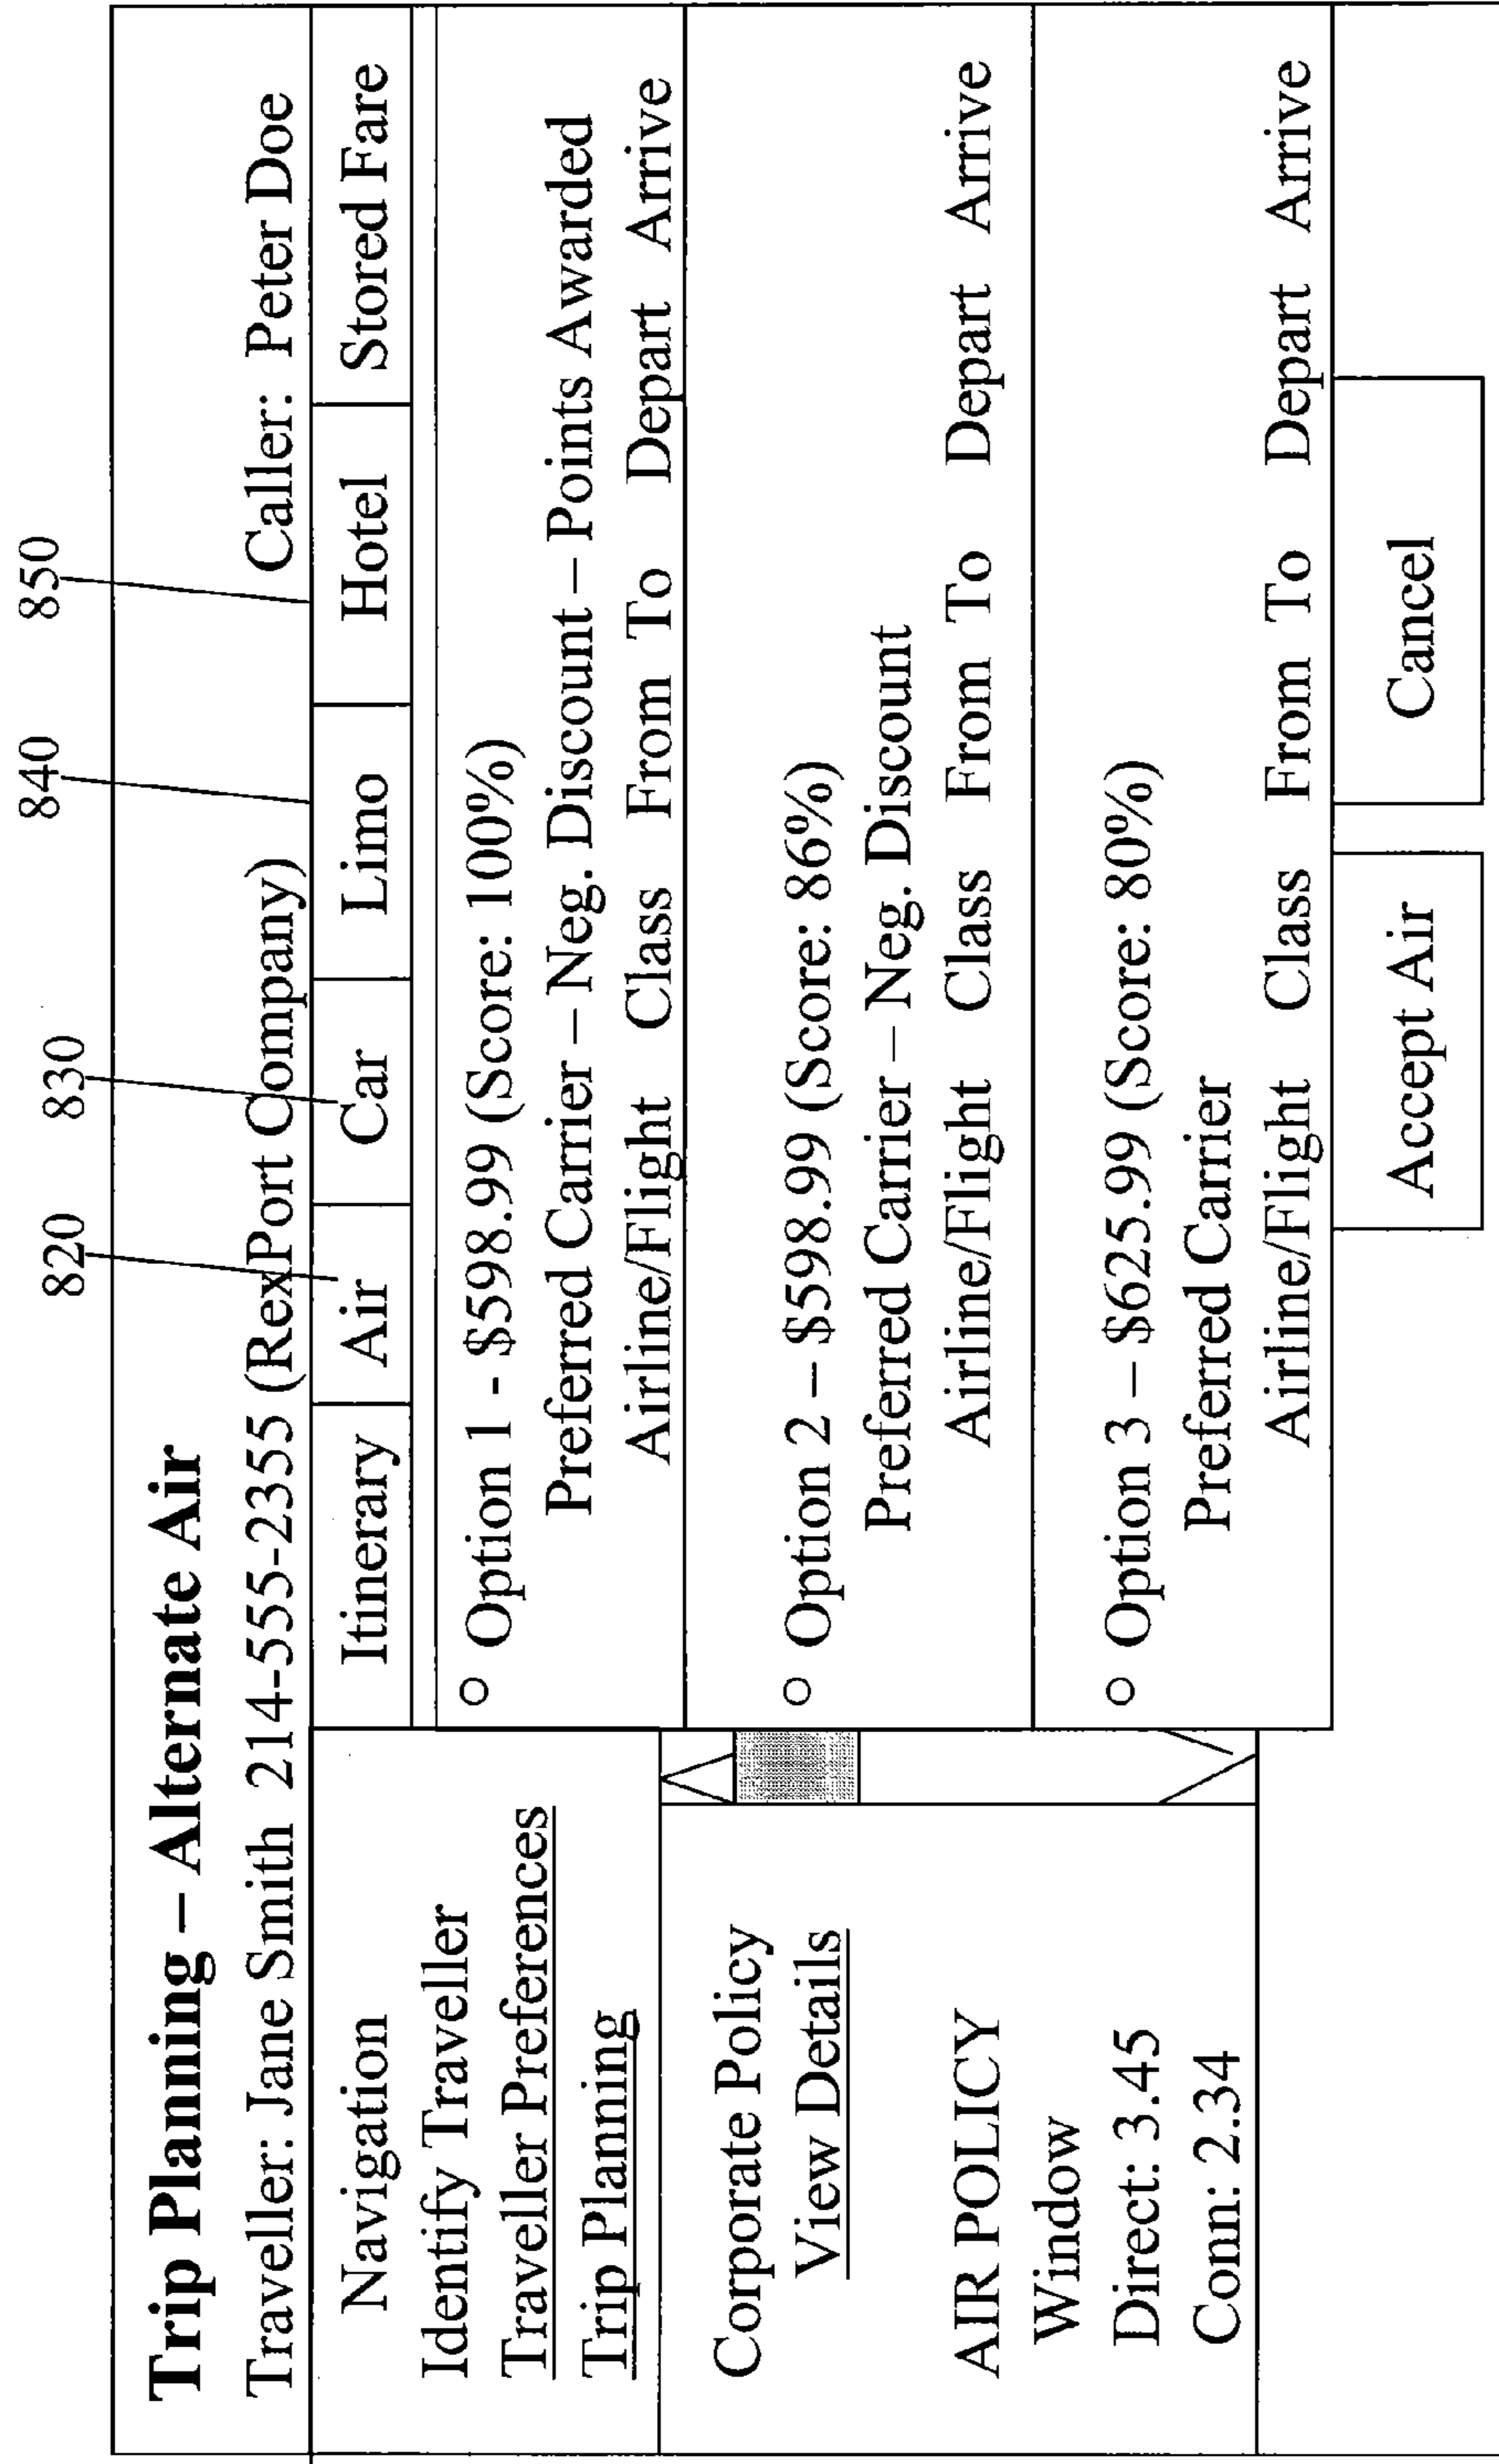 820 830 840 850
Trip Planning – Alternate Air
Traveller: Jane Smith 214-555-2355 (RexPort Company) Caller: Peter Doe
Itinerary Air Car Limo Hotel Stored Fare
Navigation
Identify Traveller
Traveller Preferences
Trip Planning
Corporate Policy
View Details
AIR POLICY
Window
Direct: 3.45
Conn: 2.34
Option 1 - $598.99 (Score: 100%)
Preferred Carrier – Neg. Discount – Points Awarded
Airline/Flight Class From To Depart Arrive
Option 2 – $598.99 (Score: 86%)
Preferred Carrier – Neg. Discount
Airline/Flight Class From To Depart Arrive
Option 3 – $625.99 (Score: 80%)
Preferred Carrier
Airline/Flight Class From To Depart Arrive
Accept Air Cancel